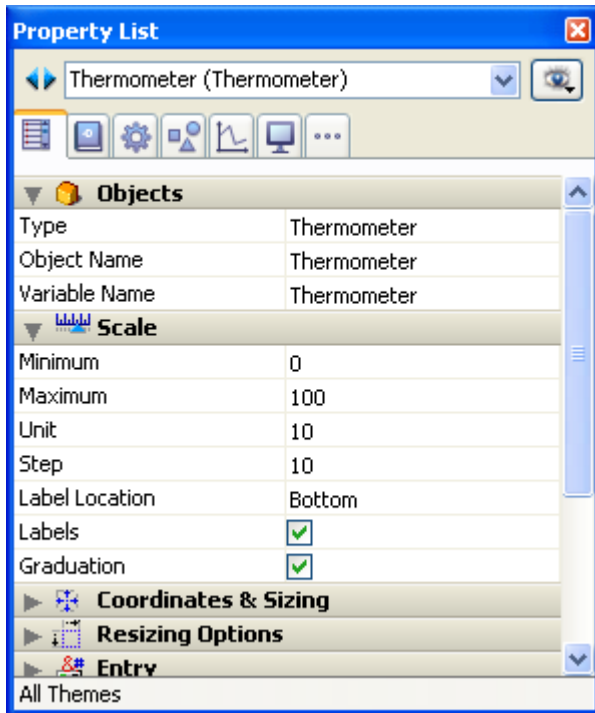 Property List
Thermometer (Thermometer)
Objects
Type Thermometer
Object Name Thermometer
Variable Name Thermometer
Scale
Minimum 0
Maximum 100
Unit 10
Step 10
Label Location Bottom
Labels
Graduation
Coordinates & Sizing
Resizing Options
Entry
All Themes